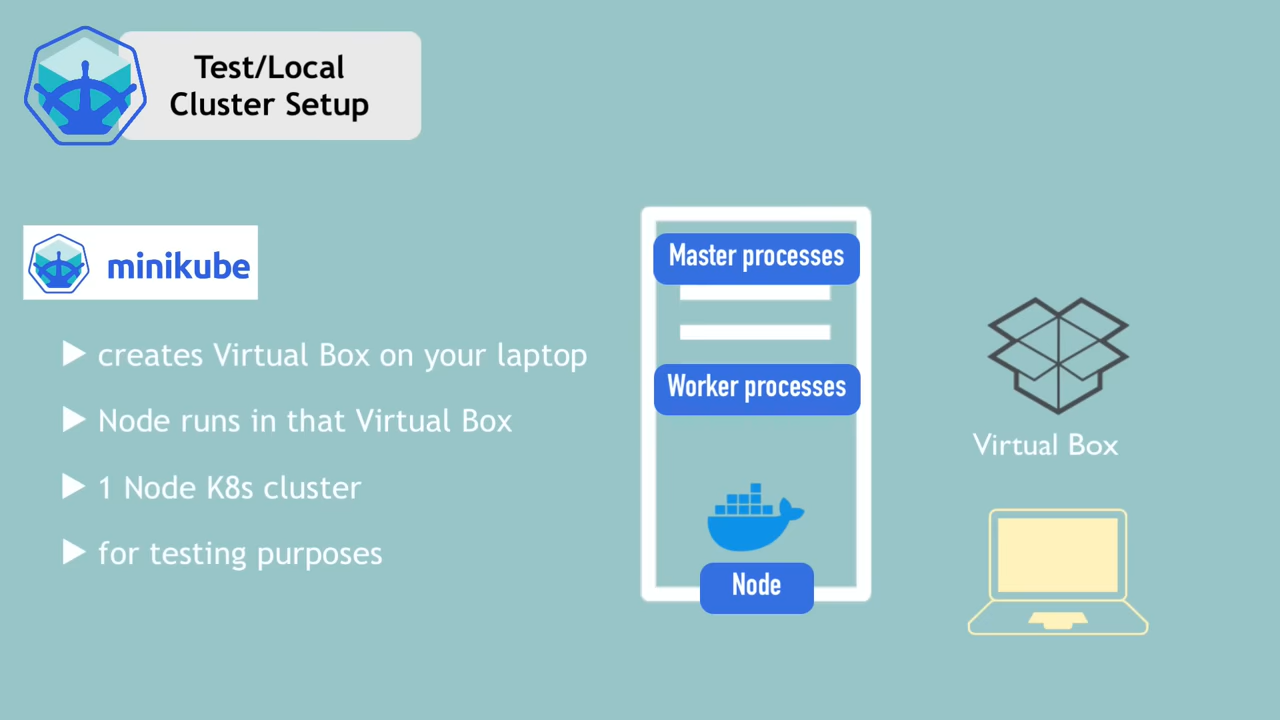 Test/Local
Cluster Setup
minikube
creates Virtual Box on your laptop
Node runs in that Virtual Box
1 Node K8s cluster
for testing purposes
Master processes
Worker processes
Node
Virtual Box